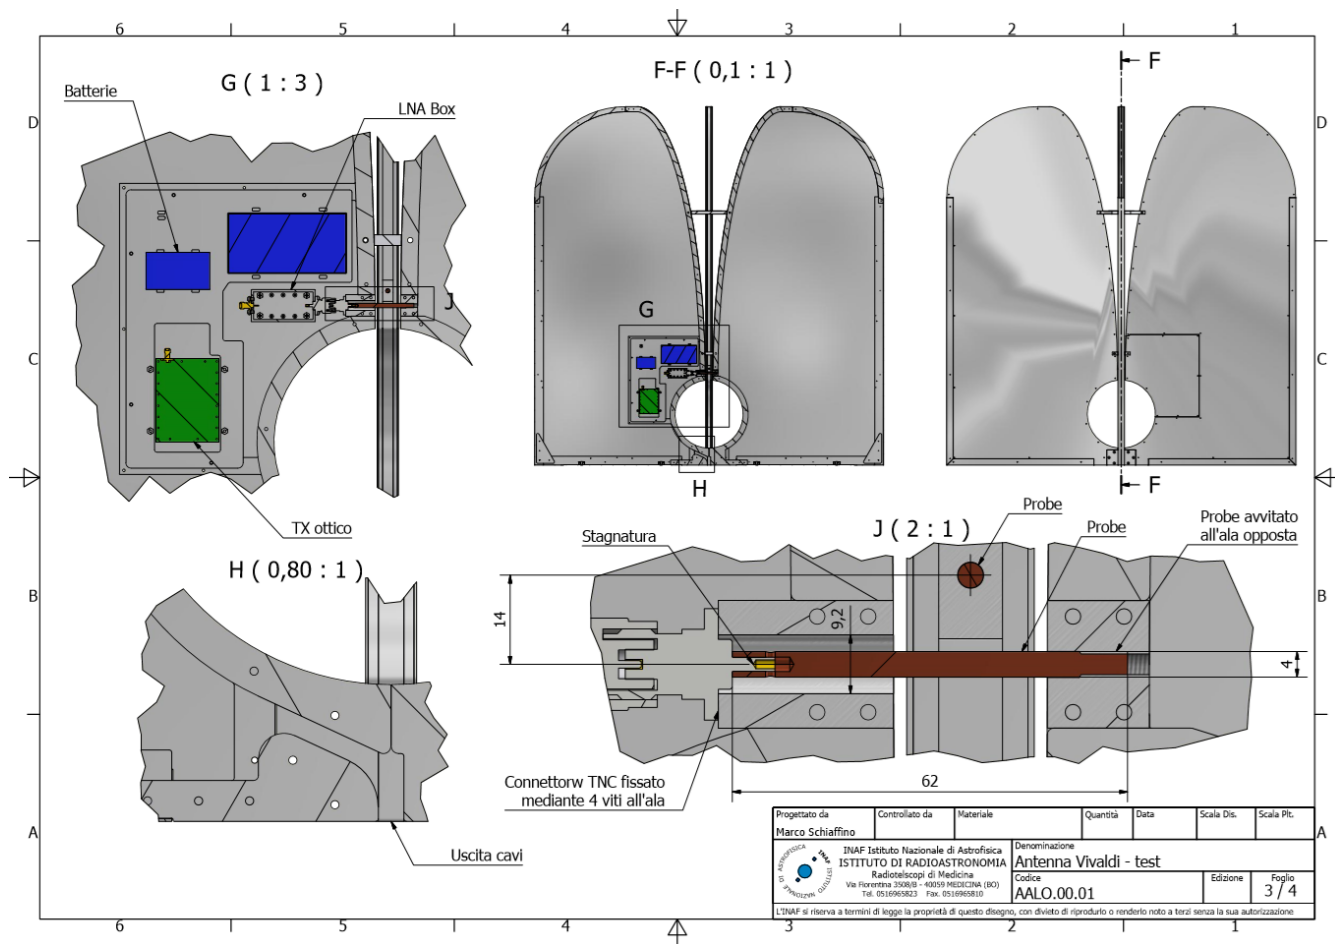 6 5 4 3 2 1
D
D
C
C
B
B
A
A
G ( 1 : 3 )
Batterie
LNA Box
J
TX ottico
F-F ( 0,1 : 1 )
G
H
F
F
H ( 0,80 : 1 )
Uscita cavi
J ( 2 : 1 )
Probe
Probe
Probe avvitato
all'ala opposta
Stagnatura
14
9,2
4
62
Connettorw TNC fissato
mediante 4 viti all'ala
Progettato da
Marco Schiaffino
Controllato da
Materiale
Quantità
Data
Scala Dis.
Scala Plt.
INAF ISTITUTO NAZIONALE DI ASTROFISICA
INAF Istituto Nazionale di Astrofisica
ISTITUTO DI RADIOASTRONOMIA
Radiotelscopi di Medicina
Via Fiorentina 3508/B - 40059 MEDICINA (BO)
Tel. 0516965823 Fax. 0516965810
Denominazione
Antenna Vivaldi - test
Codice
AALO.00.01
Edizione
Foglio
3 / 4
L'INAF si riserva a termini di legge la proprietà di questo disegno, con divieto di riprodurlo o renderlo noto a terzi senza la sua autorizzazione
6 5 4 3 2 1